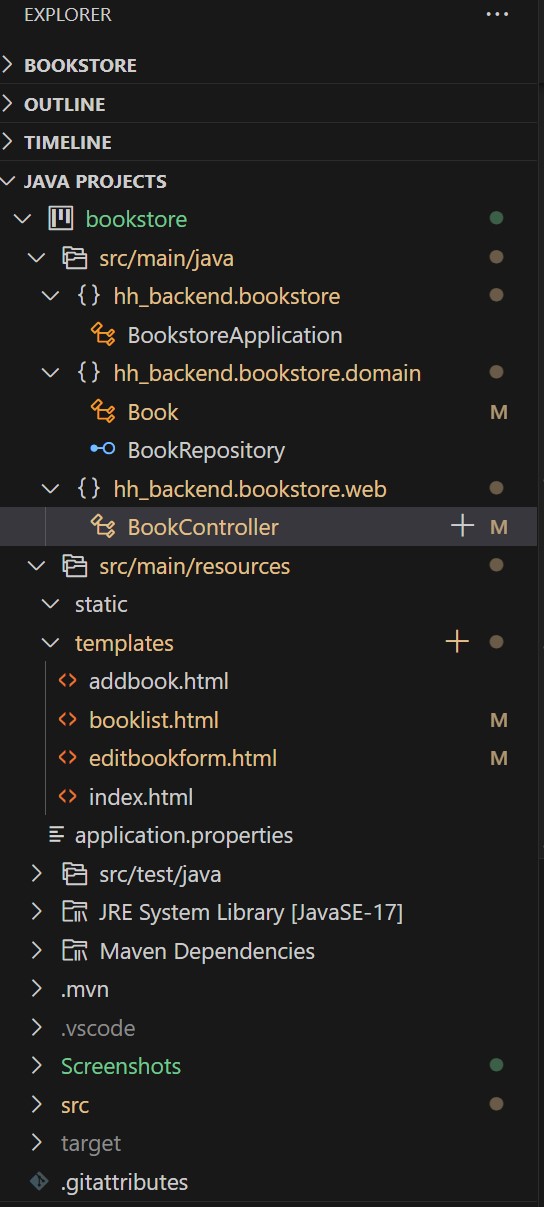 EXPLORER ···
BOOKSTORE
OUTLINE
TIMELINE
JAVA PROJECTS
bookstore
src/main/java
{} hh_backend.bookstore
BookstoreApplication
{} hh_backend.bookstore.domain
Book M
BookRepository
{} hh_backend.bookstore.web
BookController + M
src/main/resources
static
templates +
<> addbook.html
<> booklist.html M
<> editbookform.html M
<> index.html
application.properties
src/test/java
JRE System Library [JavaSE-17]
Maven Dependencies
.mvn
.vscode
Screenshots
src
target
.gitattributes